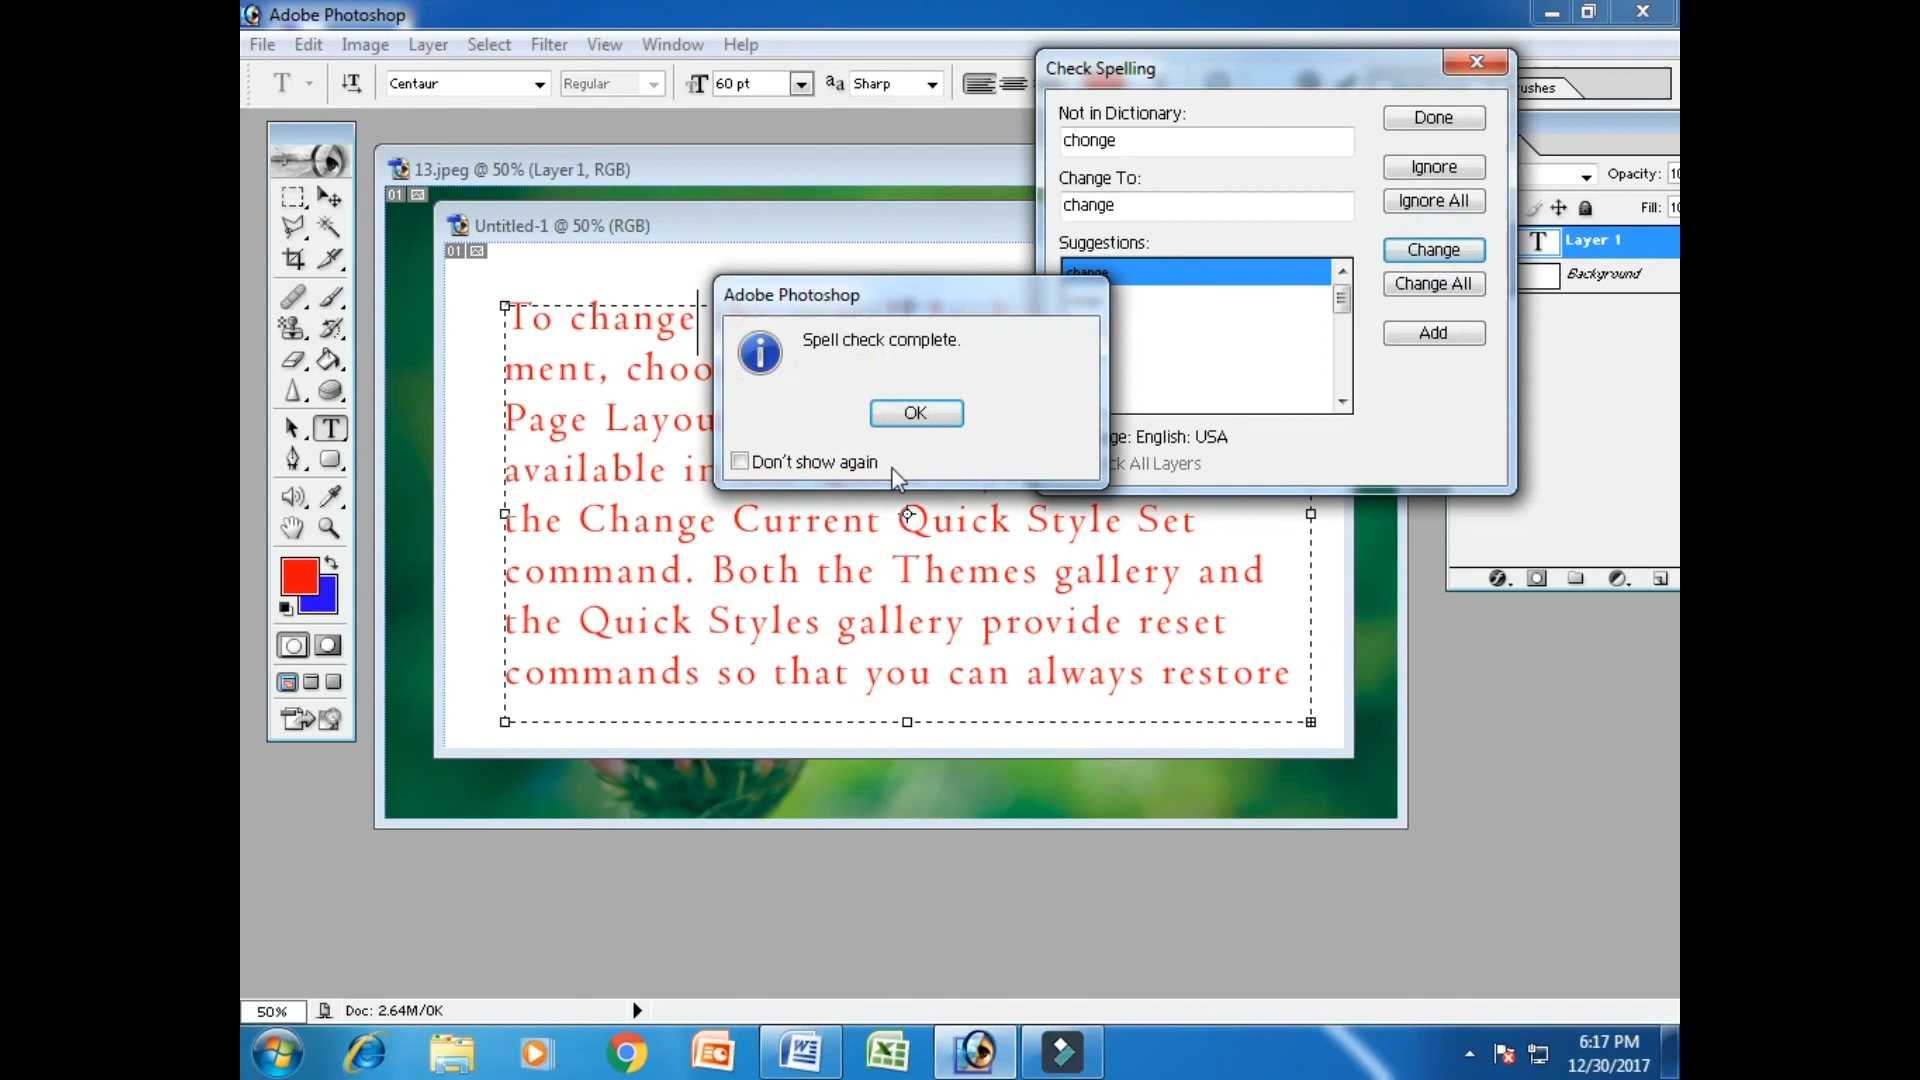 Adobe Photoshop
File Edit Image Layer Select Filter View Window Help
T Centaur Regular 60 pt Sharp
Check Spelling
Not in Dictionary:
chonge
Change To:
change
Suggestions:
change
Done
Ignore
Ignore All
Change
Change All
Add
English: USA
All Layers
13.jpeg @ 50% (Layer 1, RGB)
01
Untitled-1 @ 50% (RGB)
01
To change
ment,
Page
available
the Change Current Quick Style Set
command. Both the Themes gallery and
the Quick Styles gallery provide reset
commands so that you can always restore
Adobe Photoshop
Spell check complete.
OK
Don't show again
Opacity:
Fill:
T Layer 1
Background
50% Doc: 2.64M/0K
6:17 PM
12/30/2017